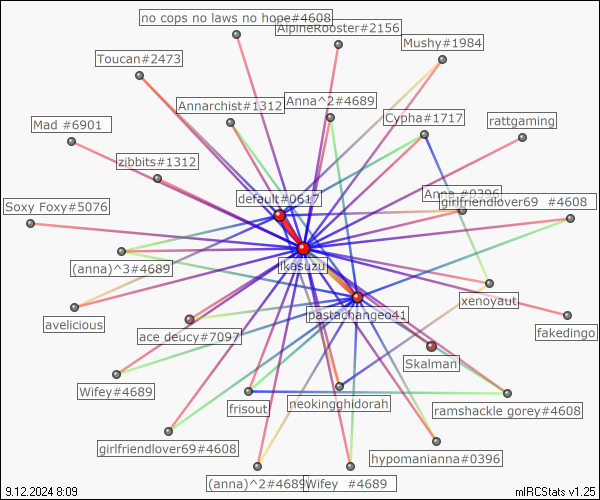 no cops no laws no hope#4608
AlpineRooster#2156
Mushy#1984
Toucan#2473
Annarchist#1312
Anna^2#4689
Cypha#1717
rattgaming
Mad #6901
zibbits#1312
default#0617
Anna #0396
girlfriendlover69 #4608
Soxy Foxy#5076
ikasuzu
(anna)^3#4689
xenoyaut
avelicious
pastachangeo41
fakedingo
ace deucy#7097
Skalman
Wifey#4689
frisout
neokingghidorah
ramshackle gorey#4608
girlfriendlover69#4608
hypomanianna#0396
(anna)^2#4689
Wifey #4689
9.12.2024 8:09
mIRCStats v1.25